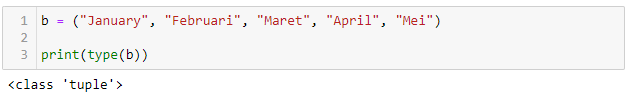 1 b = ("January", "Februari", "Maret", "April", "Mei")
2
3 print(type(b))
<class 'tuple'>